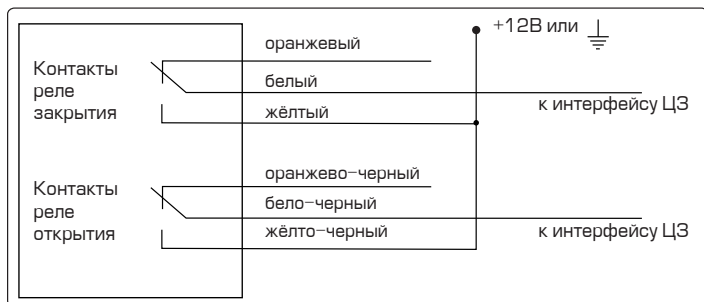 +12В или
оранжевый
Контакты
реле
закрытия
белый
к интерфейсу ЦЗ
жёлтый
оранжево-черный
Контакты
реле
открытия
бело-черный
жёлто-черный
к интерфейсу ЦЗ